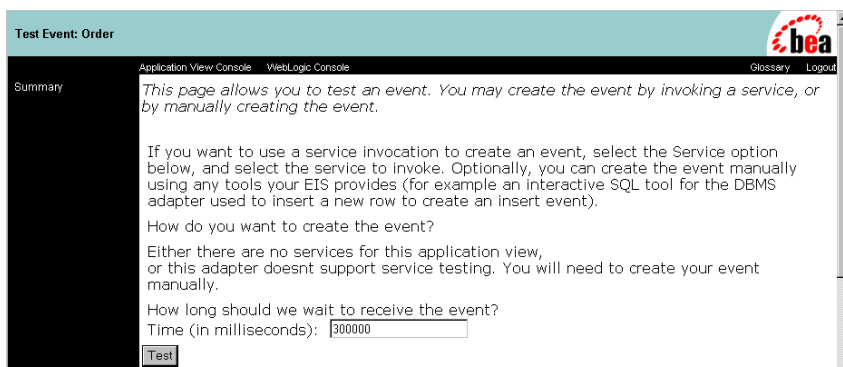 Test Event: Order
bea
Application View Console WebLogic Console Glossary Logout
Summary
This page allows you to test an event. You may create the event by invoking a service, or
by manually creating the event.
If you want to use a service invocation to create an event, select the Service option
below, and select the service to invoke. Optionally, you can create the event manually
using any tools your EIS provides (for example an interactive SQL tool for the DBMS
adapter used to insert a new row to create an insert event).
How do you want to create the event?
Either there are no services for this application view,
or this adapter doesnt support service testing. You will need to create your event
manually.
How long should we wait to receive the event?
Time (in milliseconds): 300000
Test